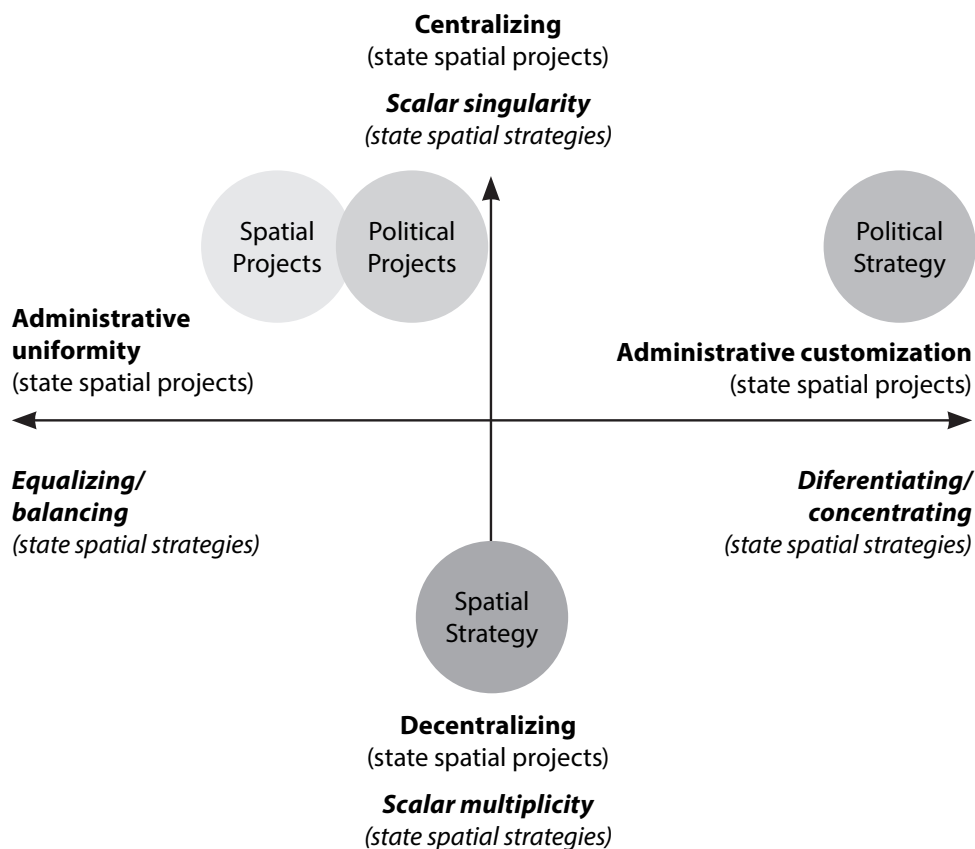 Centralizing
(state spatial projects)
Scalar singularity
(state spatial strategies)
Spatial
Projects
Political
Projects
Political
Strategy
Administrative
uniformity
(state spatial projects)
Administrative customization
(state spatial projects)
Equalizing/
balancing
(state spatial strategies)
Diferentiating/
concentrating
(state spatial strategies)
Spatial
Strategy
Decentralizing
(state spatial projects)
Scalar multiplicity
(state spatial strategies)